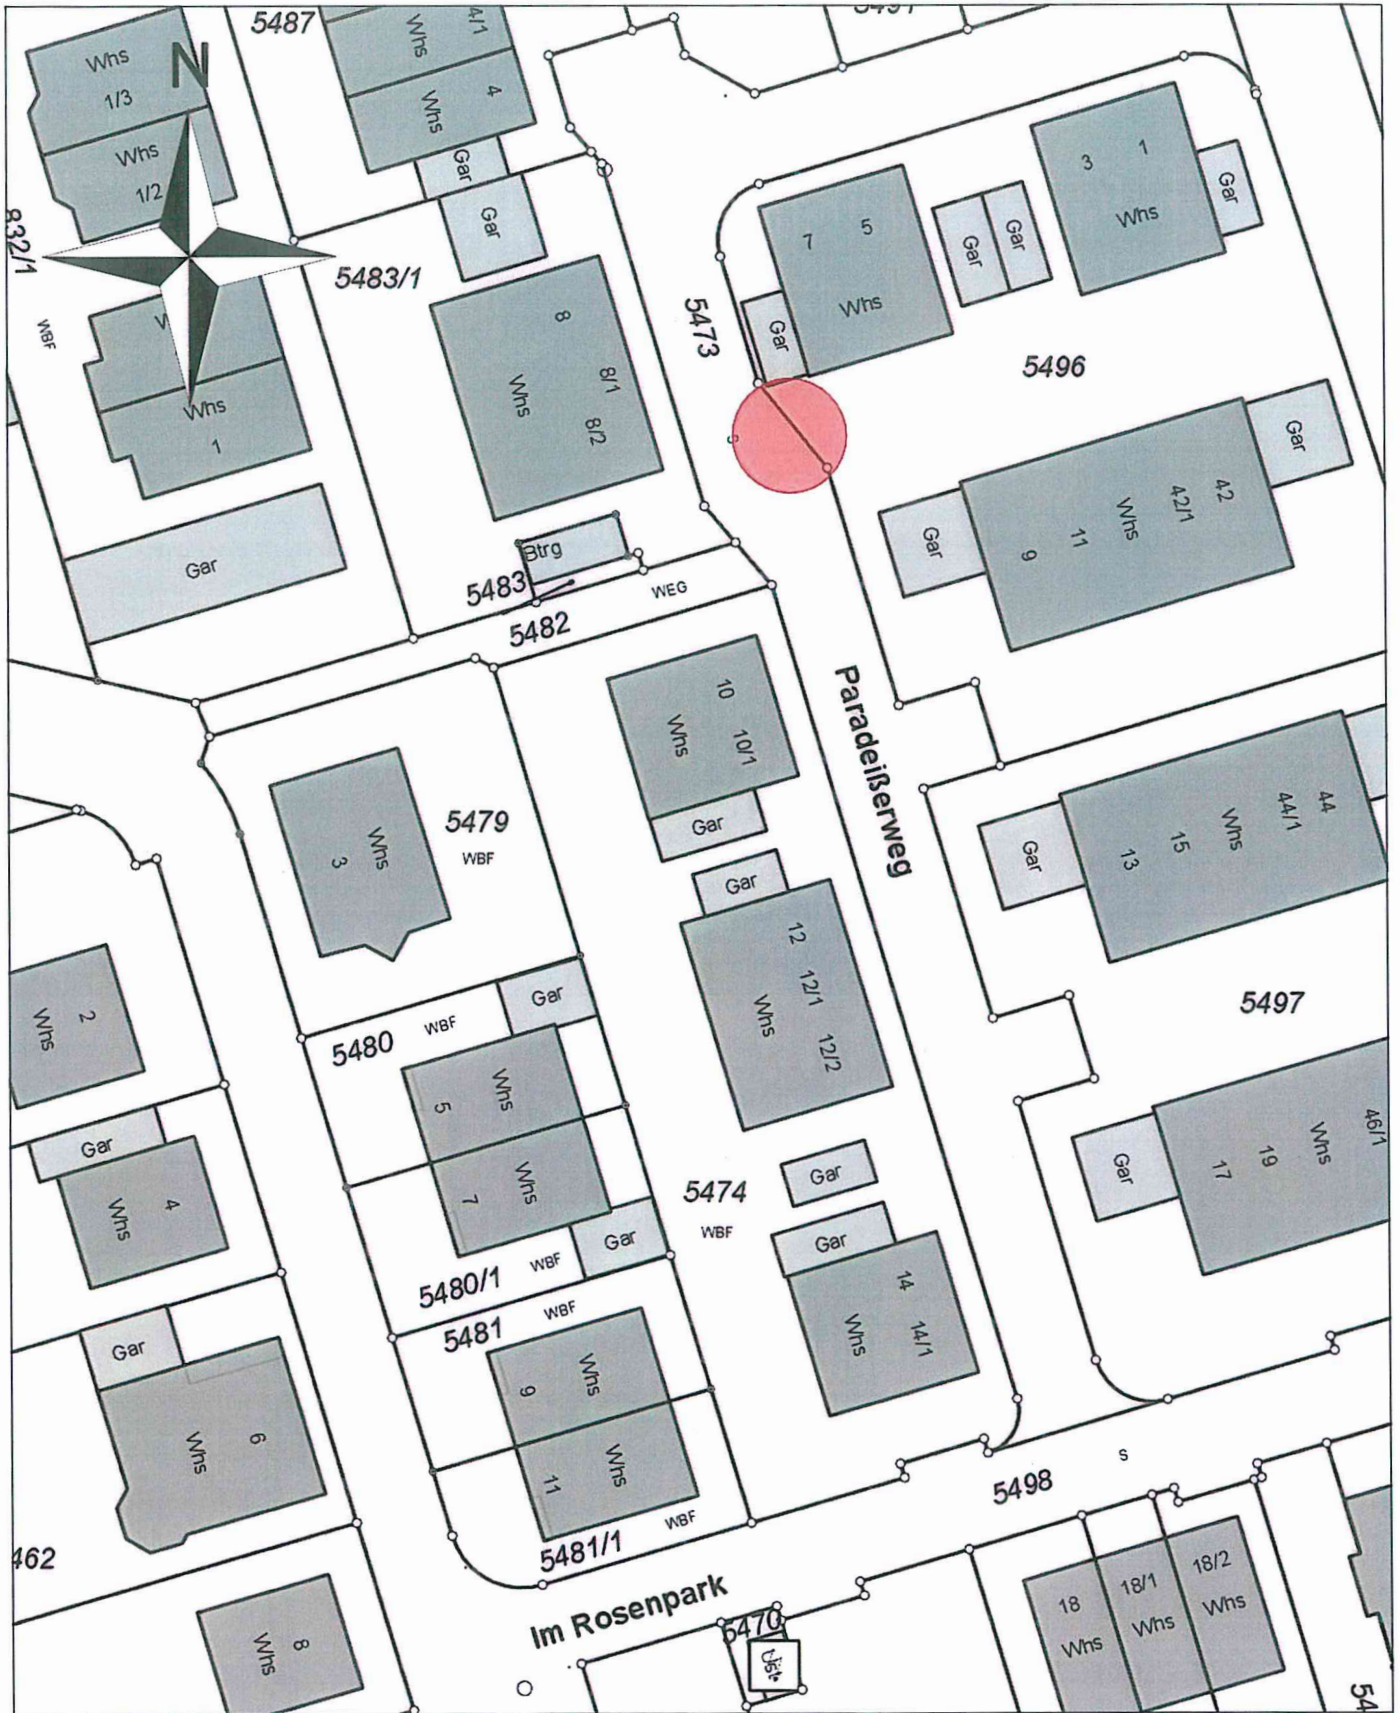 5487
4/1
Whs
Whs
1/3
N
4
Whs
Whs
1/2
Gar
Gar
832/1
5483/1
WBF
Whs
1
Gar
8
8/1
8/2
Whs
5473
7
5
Whs
Gar
Gar
Gar
3
1
Whs
Gar
5496
Gar
42
42/1
Whs
11
9
Gar
Btrg
5483
WEG
5482
10
10/1
Whs
Gar
Paradeißerweg
5479
WBF
Whs
3
Gar
12
12/1
12/2
Whs
44
44/1
Whs
15
13
Gar
5497
2
Whs
Gar
5480
WBF
Whs
5
Whs
7
Gar
4
Whs
5474
WBF
Gar
Gar
14
14/1
Whs
Gar
17
19
Whs
46/1
5480/1
WBF
Gar
5481
WBF
Whs
9
Whs
11
Gar
6
Whs
5498
S
5481/1
WBF
462
Im Rosenpark
8
Whs
5470
Ust.
18
Whs
18/1
Whs
18/2
Whs
54